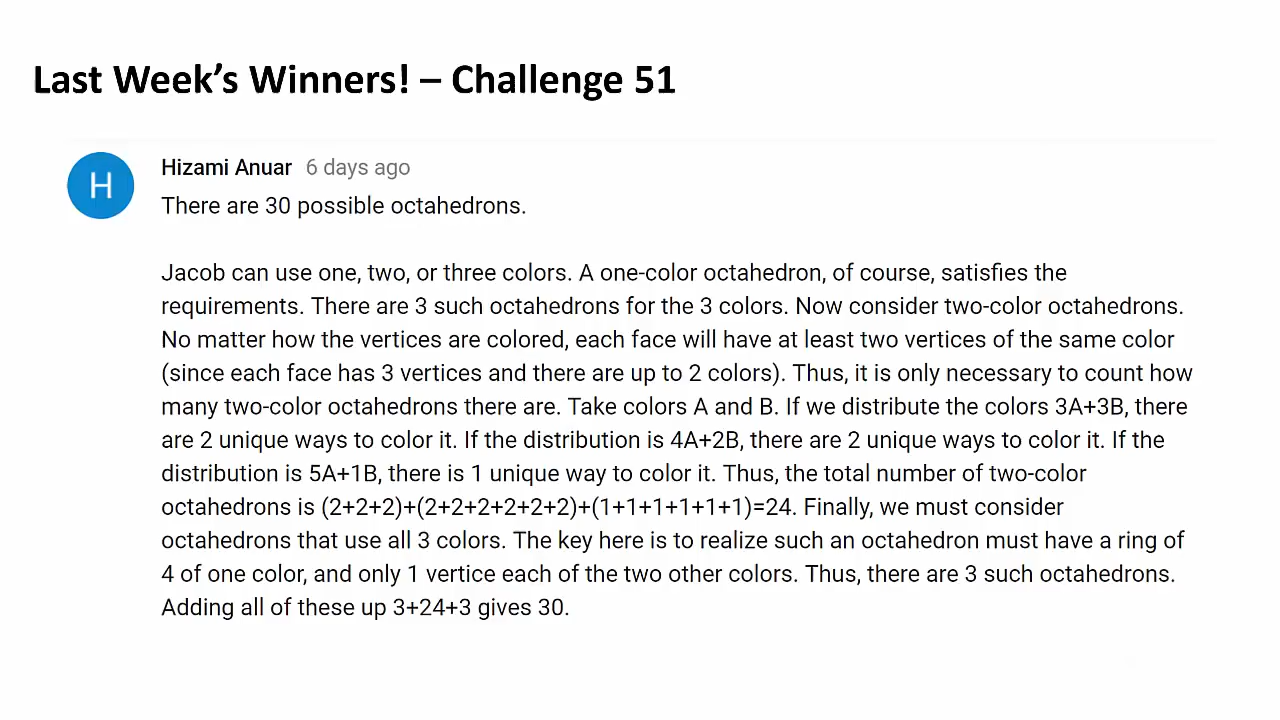 Last Week's Winners! – Challenge 51
H
Hizami Anuar 6 days ago
There are 30 possible octahedrons.
Jacob can use one, two, or three colors. A one-color octahedron, of course, satisfies the
requirements. There are 3 such octahedrons for the 3 colors. Now consider two-color octahedrons.
No matter how the vertices are colored, each face will have at least two vertices of the same color
(since each face has 3 vertices and there are up to 2 colors). Thus, it is only necessary to count how
many two-color octahedrons there are. Take colors A and B. If we distribute the colors 3A+3B, there
are 2 unique ways to color it. If the distribution is 4A+2B, there are 2 unique ways to color it. If the
distribution is 5A+1B, there is 1 unique way to color it. Thus, the total number of two-color
octahedrons is (2+2+2)+(2+2+2+2+2+2)+(1+1+1+1+1+1)=24. Finally, we must consider
octahedrons that use all 3 colors. The key here is to realize such an octahedron must have a ring of
4 of one color, and only 1 vertice each of the two other colors. Thus, there are 3 such octahedrons.
Adding all of these up 3+24+3 gives 30.